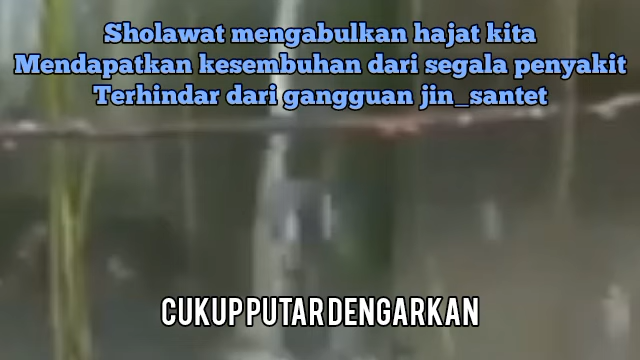 Sholawat mengabulkan hajat kita
Mendapatkan kesembuhan dari segala penyakit
Terhindar dari gangguan jin_santet
CUKUP PUTAR DENGARKAN